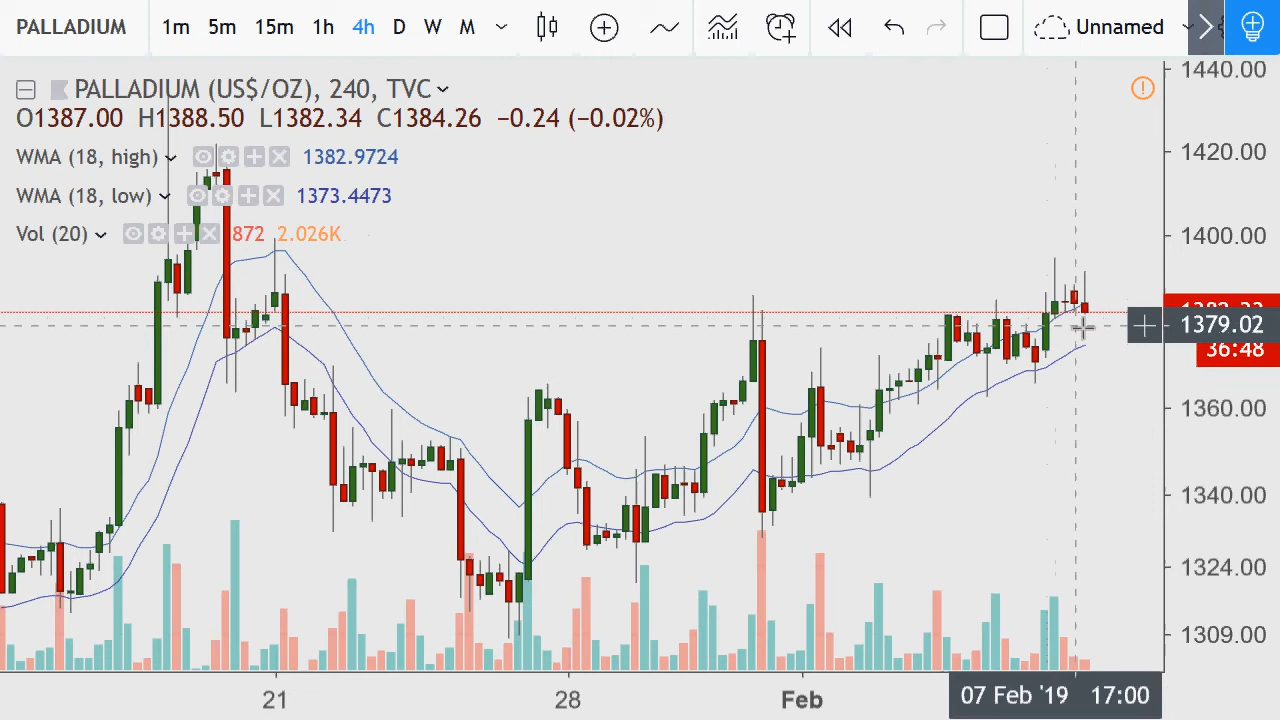 PALLADIUM 1m 5m 15m 1h 4h D W M Unnamed
PALLADIUM (US$/OZ), 240, TVC
O1387.00 H1388.50 L1382.34 C1384.26 −0.24 (−0.02%)
WMA (18, high) 1382.9724
WMA (18, low) 1373.4473
Vol (20) 872 2.026K
1440.00
1420.00
1400.00
1379.02
36:48
1360.00
1340.00
1324.00
1309.00
21 28 Feb 07 Feb '19 17:00